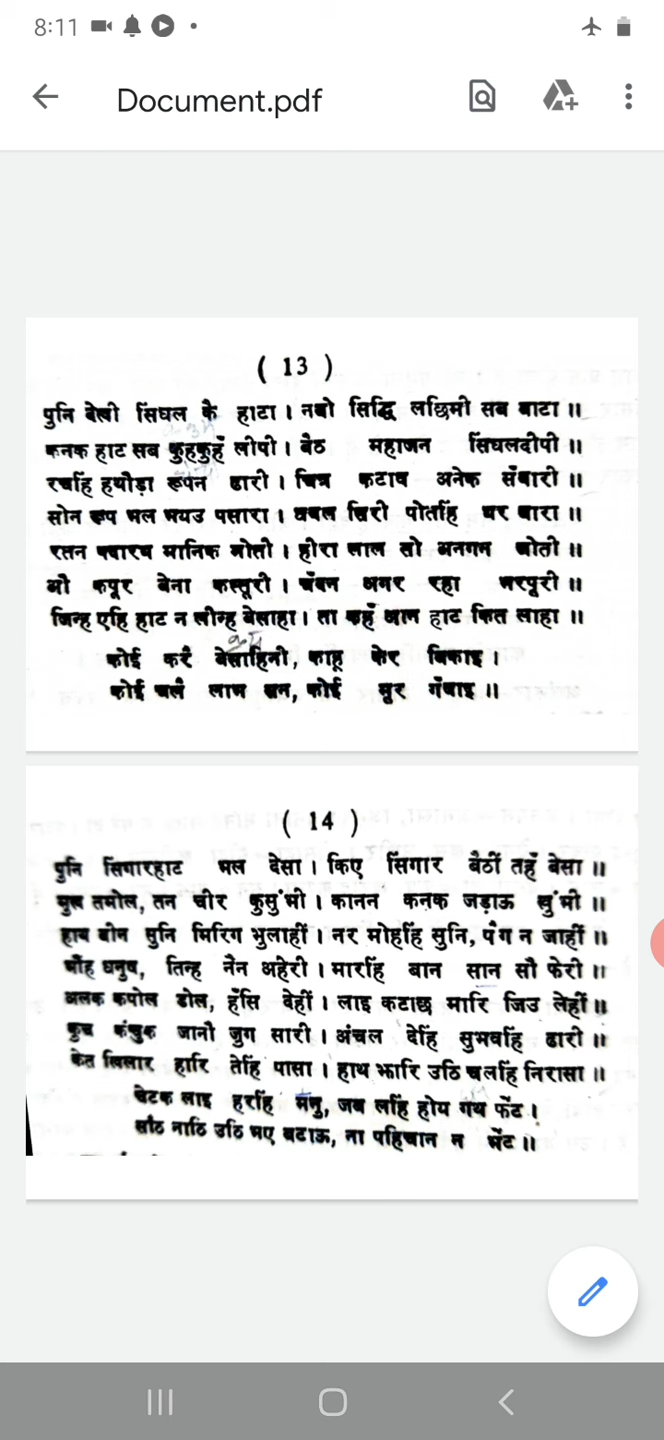 8:11
Document.pdf
( 13 )
पुनि देखी सिंघल कै हाटा । नवो निद्धि लछिमी सब बाटा ॥
कनक हाट सब कुहकुहँ लीपी । बैठ महाजन सिंघलदीपी ॥
रचहिं हथौड़ा रूपन ढारी । चित्र कटाव अनेक सँवारी ॥
सोन रूप भल भयउ पसारा । धवल सिरी पोतहिं घर बारा ॥
रतन पदारथ मानिक मोती । हीरा लाल सो अनगन जोती ॥
औ कपूर बेना कस्तूरी । चँदन अगर रहा भरपूरी ॥
जिन्ह एहि हाट न लीन्ह बेसाहा । ता कहँ आन हाट कित लाहा ॥
कोई करै बेसाहिनी, काहू केर बिकाइ ।
कोई चलै लाभ सन, कोई मूर गँवाइ ॥
( 14 )
पुनि सिंगारहाट भल देसा । किए सिंगार बैठीं तहँ बेसा ॥
मुख तमोल, तन चीर कुसुंभी । कानन कनक जड़ाऊ खुंभी ॥
हाथ बीन सुनि मिरिग भुलाहीं । नर मोहहिं सुनि, पैग न जाहीं ॥
भौंह धनुष, तिन्ह नैन अहेरी । मारहिं बान सान सौ फेरी ॥
अलक कपोल डोल, हँसि देहीं । लाइ कटाछ मारि जिउ लेहीं ॥
कुच कंचुक जानौ जुग सारी । अंचल देहिं सुभवहिं ढारी ॥
केत खिलार हारि तेहिं पासा । हाथ झारि उठि चलहिं निरासा ॥
चेटक लाइ हरहिं मनु, जब लहिं होय गथ फेंट ।
साँठ नाठि उठि भए बटाऊ, ना पहिचान न भेंट ॥